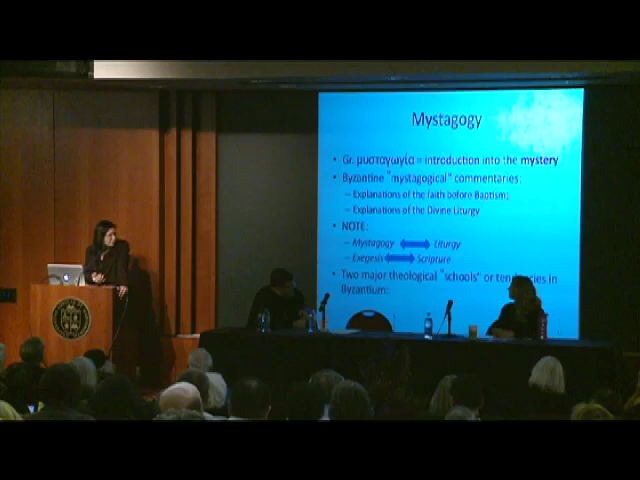 Mystagogy
• Gr. μυσταγωγία = introduction into the mystery
• Byzantine "mystagogical" commentaries:
– Explanations of the faith before Baptism;
– Explanations of the Divine Liturgy
• NOTE:
– Mystagogy Liturgy
– Exegesis Scripture
• Two major theological "schools" or tendencies in
Byzantium: